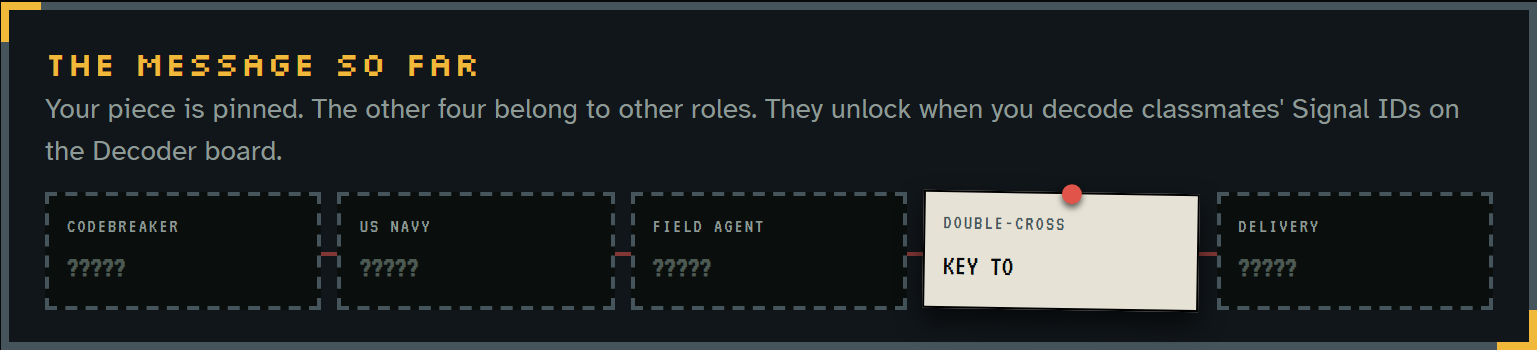 THE MESSAGE SO FAR
Your piece is pinned. The other four belong to other roles. They unlock when you decode classmates' Signal IDs on
the Decoder board.
CODEBREAKER
?????
US NAVY
?????
FIELD AGENT
?????
DOUBLE-CROSS
KEY TO
DELIVERY
?????